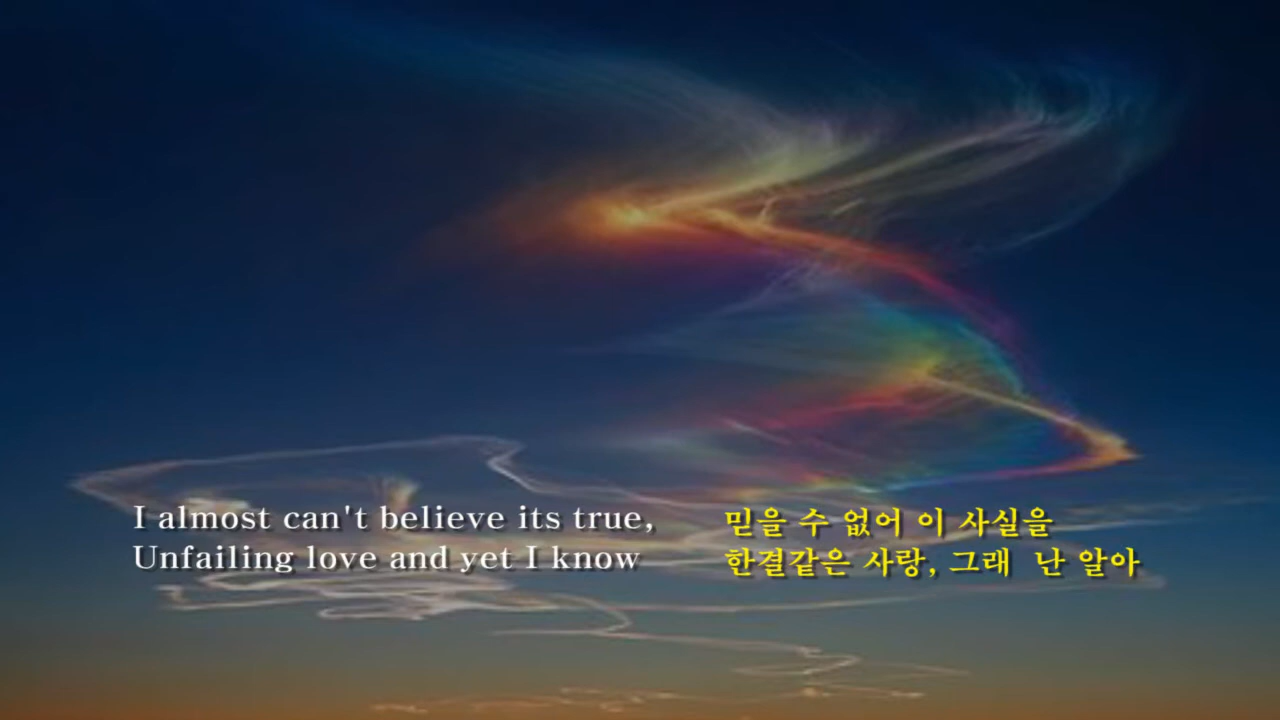 I almost can't believe its true,
Unfailing love and yet I know
믿을 수 없어 이 사실을
한결같은 사랑, 그래 난 알아